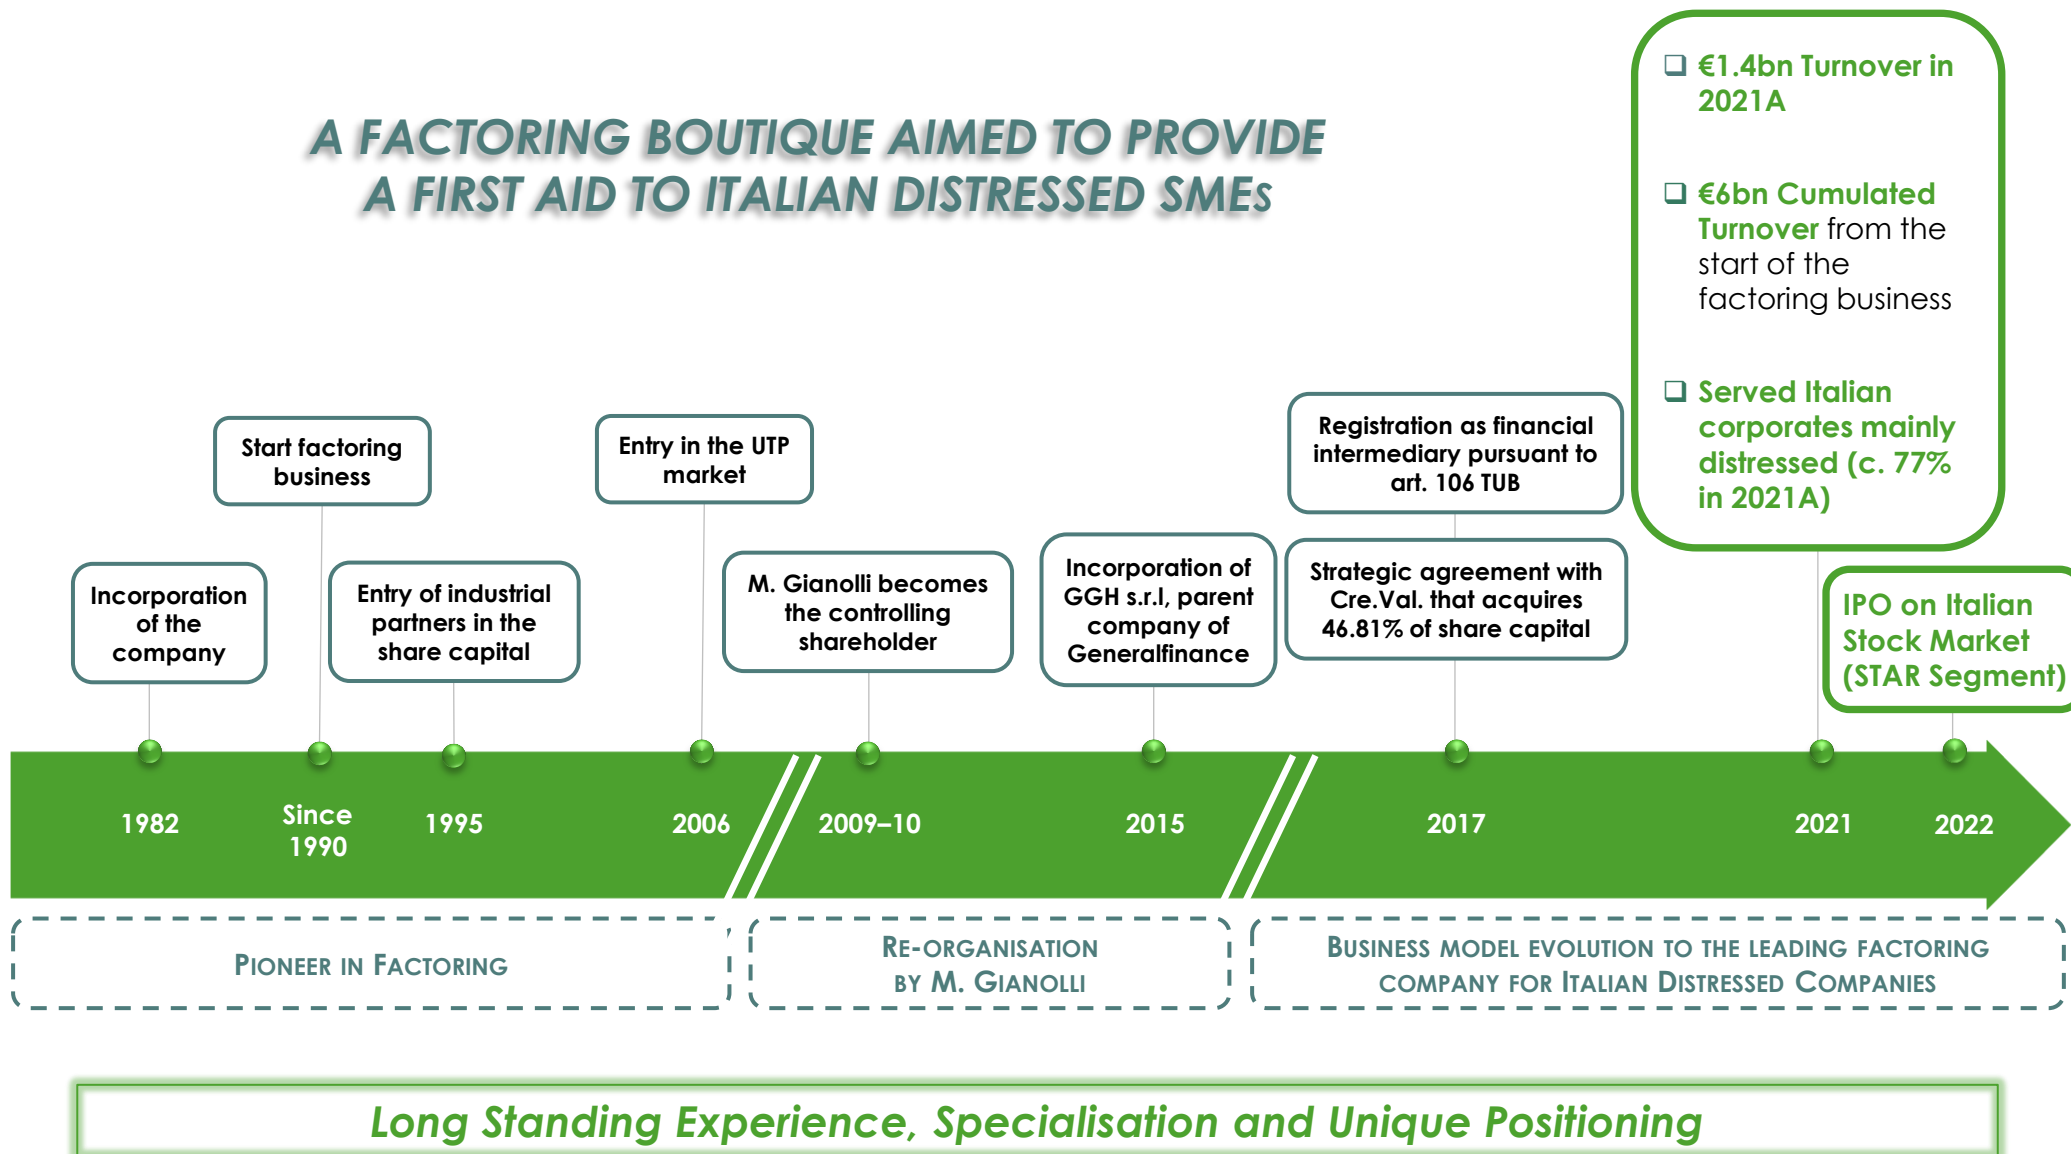 A FACTORING BOUTIQUE AIMED TO PROVIDE
A FIRST AID TO ITALIAN DISTRESSED SMES
€1.4bn Turnover in
2021A
€6bn Cumulated
Turnover from the
start of the
factoring business
Served Italian
corporates mainly
distressed (c. 77%
in 2021A)
Start factoring
business
Entry in the UTP
market
Registration as financial
intermediary pursuant to
art. 106 TUB
Incorporation
of the
company
Entry of industrial
partners in the
share capital
M. Gianolli becomes
the controlling
shareholder
Incorporation of
GGH s.r.l, parent
company of
Generalfinance
Strategic agreement with
Cre.Val. that acquires
46.81% of share capital
IPO on Italian
Stock Market
(STAR Segment)
1982
Since
1990
1995
2006
2009–10
2015
2017
2021
2022
PIONEER IN FACTORING
RE-ORGANISATION
BY M. GIANOLLI
BUSINESS MODEL EVOLUTION TO THE LEADING FACTORING
COMPANY FOR ITALIAN DISTRESSED COMPANIES
Long Standing Experience, Specialisation and Unique Positioning